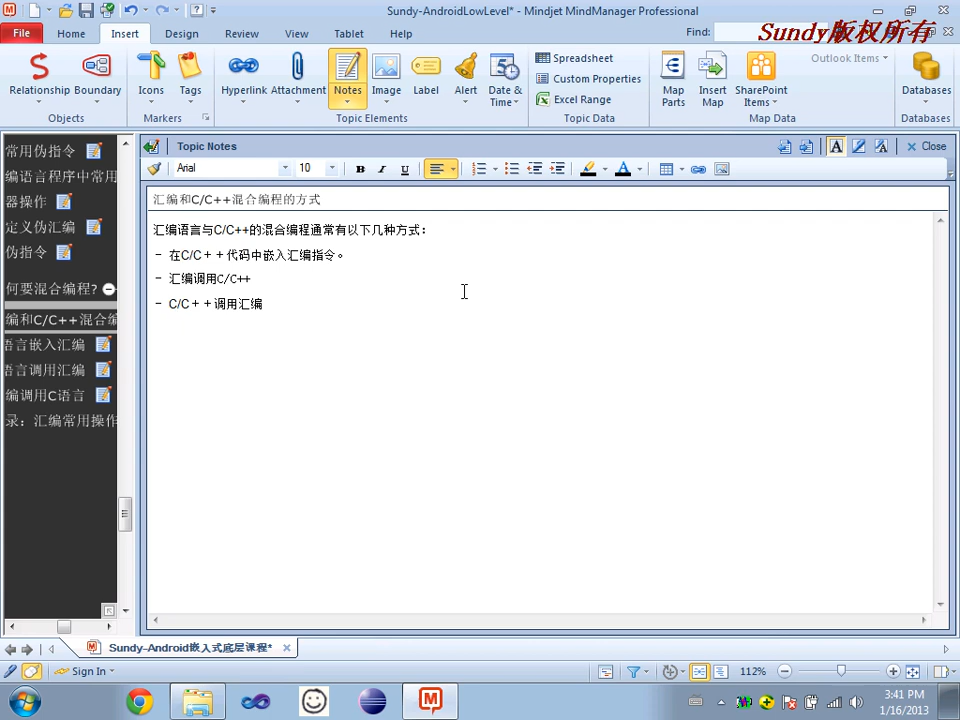 Sundy-AndroidLowLevel* - Mindjet MindManager Professional
File Home Insert Design Review View Tablet Help
Find:
Sundy版权所有
Relationship Boundary
Objects
Icons Tags
Markers
Hyperlink Attachment Notes Image Label Alert Date & Time
Topic Elements
Spreadsheet
Custom Properties
Excel Range
Topic Data
Map Parts Insert Map SharePoint Items
Outlook Items
Map Data
Databases
Databases
常用伪指令
编语言程序中常用
器操作
定义伪汇编
伪指令
何要混合编程?
编和C/C++混合编
语言嵌入汇编
语言调用汇编
编调用C语言
录：汇编常用操作
Topic Notes
Close
Arial 10 B I U
汇编和C/C++混合编程的方式
汇编语言与C/C++的混合编程通常有以下几种方式：
- 在C/C＋＋代码中嵌入汇编指令。
- 汇编调用C/C++
- C/C＋＋调用汇编
Sundy-Android嵌入式底层课程*
Sign In
112%
3:41 PM
1/16/2013